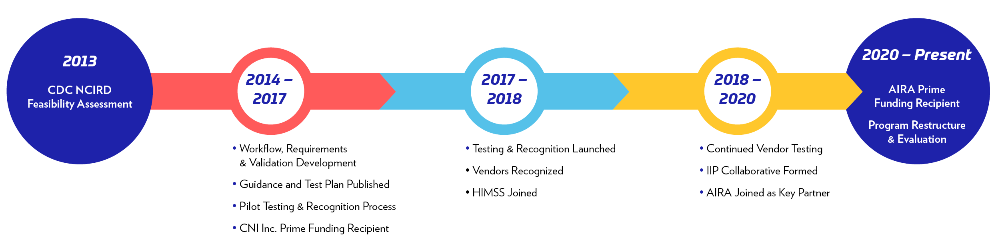 2013
CDC NCIRD
Feasibility Assessment
2014 –
2017
• Workflow, Requirements
& Validation Development
• Guidance and Test Plan Published
• Pilot Testing & Recognition Process
• CNI Inc. Prime Funding Recipient
2017 –
2018
• Testing & Recognition Launched
• Vendors Recognized
• HIMSS Joined
2018 –
2020
• Continued Vendor Testing
• IIP Collaborative Formed
• AIRA Joined as Key Partner
2020 – Present
AIRA Prime
Funding Recipient
Program Restructure
& Evaluation